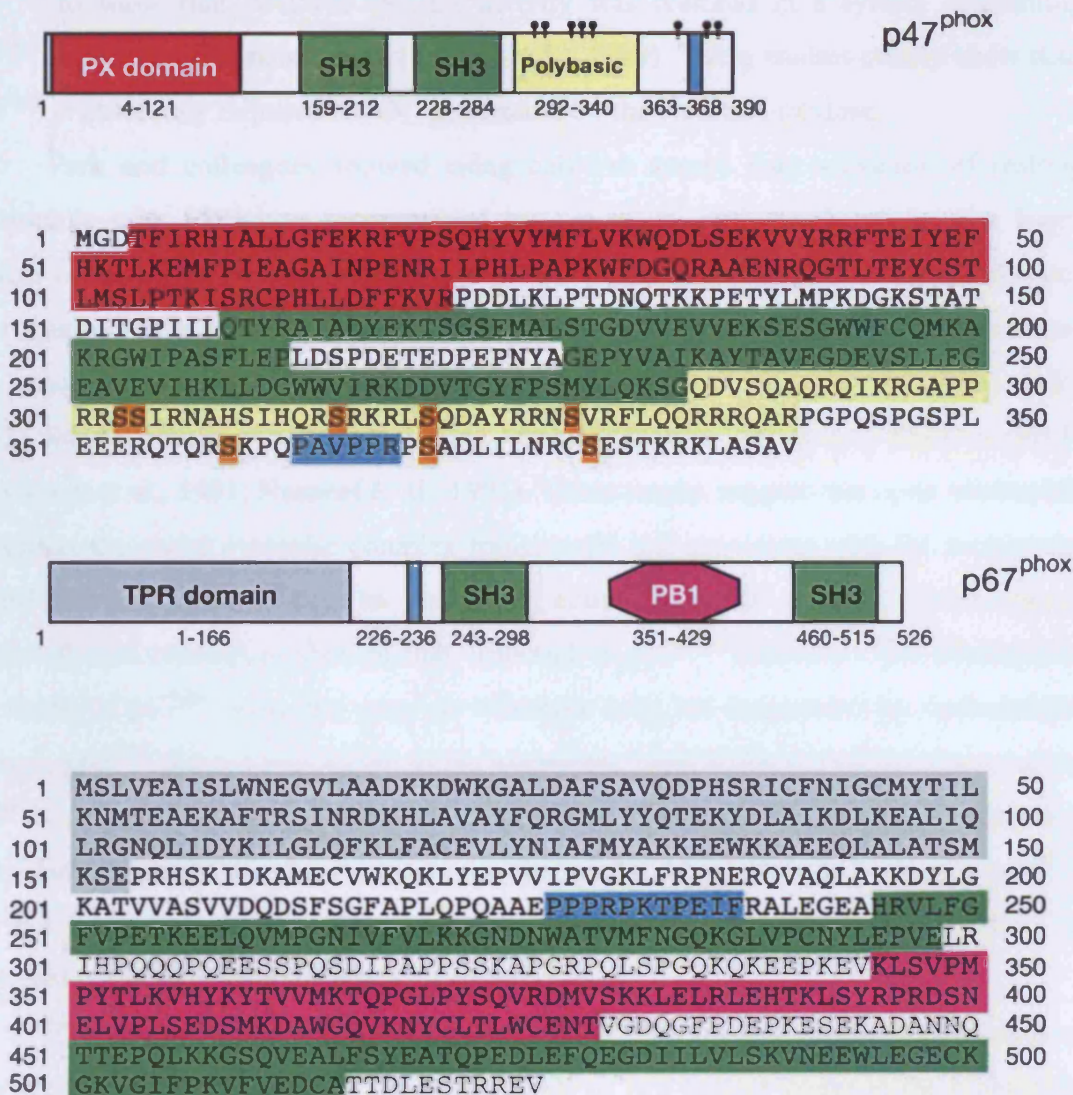 p47phox
PX domain SH3 SH3 Polybasic
1 4-121 159-212 228-284 292-340 363-368 390
1 MGDTFIRHIALLGFEKRFVPSQHYVYMFLVKWQDLSEKVVYRRFTEIYEF 50
51 HKTLKEMFPIEAGAINPENRIIPHLPAPKWFDGQRAAENRQGTLTEYCST 100
101 LMSLPTKISRCPHLLDFFKVRPDDLKLPTDNQTKKPETYLMPKDGKSTAT 150
151 DITGPIILQTYRAIADYEKTSGSEMALSTGDVVEVVEKSESGWWFCQMKA 200
201 KRGWIPASFLEPLDSPDETEDPEPNYAGEPYVAIKAYTAVEGDEVSLLEG 250
251 EAVEVIHKLLDGWWVIRKDDVTGYFPSMYLQKSGQDVSQAQRQIKRGAPP 300
301 RRSSIRNAHSIHQRSRKRLSQDAYRRNSVRFLQQRRRQARPGPQSPGSPL 350
351 EEERQTQRSKPQPAVPPRPSADLILNRCSESTKRKLASAV
p67phox
TPR domain SH3 PB1 SH3
1 1-166 226-236 243-298 351-429 460-515 526
1 MSLVEAISLWNEGVLAADKKDWKGALDAFSAVQDPHSRICFNIGCMYTIL 50
51 KNMTEAEKAFTRSINRDKHLAVAYFQRGMLYYQTEKYDLAIKDLKEALIQ 100
101 LRGNQLIDYKILGLQFKLFACEVLYNIAFMYAKKEEWKKAEEQLALATSM 150
151 KSEPRHSKIDKAMECVWKQKLYEPVVIPVGKLFRPNERQVAQLAKKDYLG 200
201 KATVVASVVDQDSFSGFAPLQPQAAEPPPRPKTPEIFRALEGEAHRVLFG 250
251 FVPETKEELQVMPGNIVFVLKKGNDNWATVMFNGQKGLVPCNYLEPVELR 300
301 IHPQQQPQEESSPQSDIPAPPSSKAPGRPQLSPGQKQKEEPKEVKLSVPM 350
351 PYTLKVHYKYTVVMKTQPGLPYSQVRDMVSKKLELRLEHTKLSYRPRDSN 400
401 ELVPLSEDSMKDAWGQVKNYCLTLWCENTVGDQGFPDEPKESEKADANNQ 450
451 TTEPQLKKGSQVEALFSYEATQPEDLEFQEGDIILVLSKVNEEWLEGECK 500
501 GKVGIFPKVFVEDCATTDLESTRREV